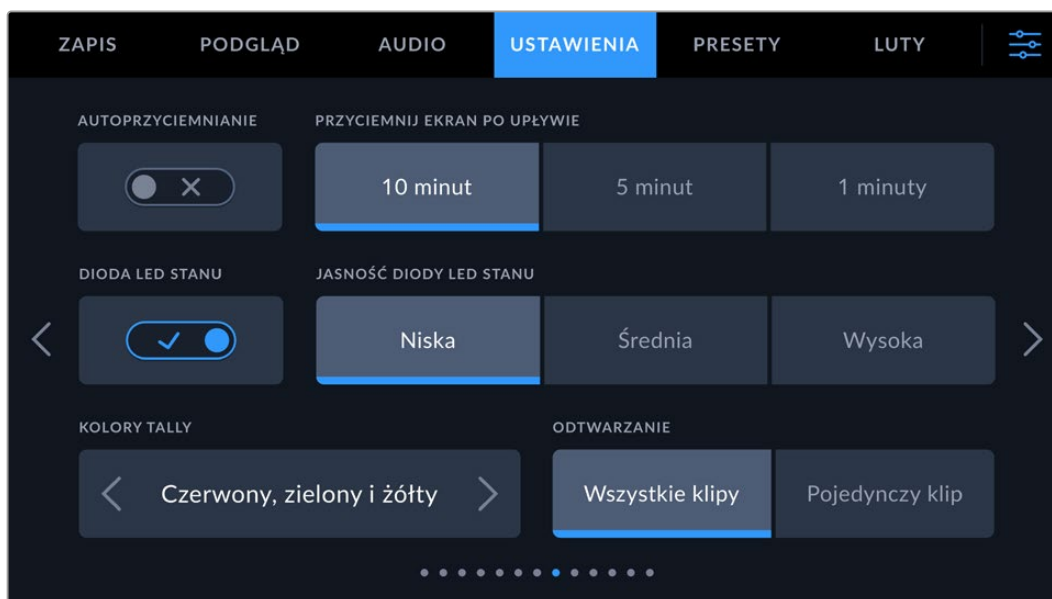 ZAPIS PODGLĄD AUDIO USTAWIENIA PRESETY LUTY
AUTOPRZYCIEMNIANIE PRZYCIEMNIJ EKRAN PO UPŁYWIE
10 minut 5 minut 1 minuty
DIODA LED STANU JASNOŚĆ DIODY LED STANU
Niska Średnia Wysoka
KOLORY TALLY ODTWARZANIE
Czerwony, zielony i żółty Wszystkie klipy Pojedynczy klip